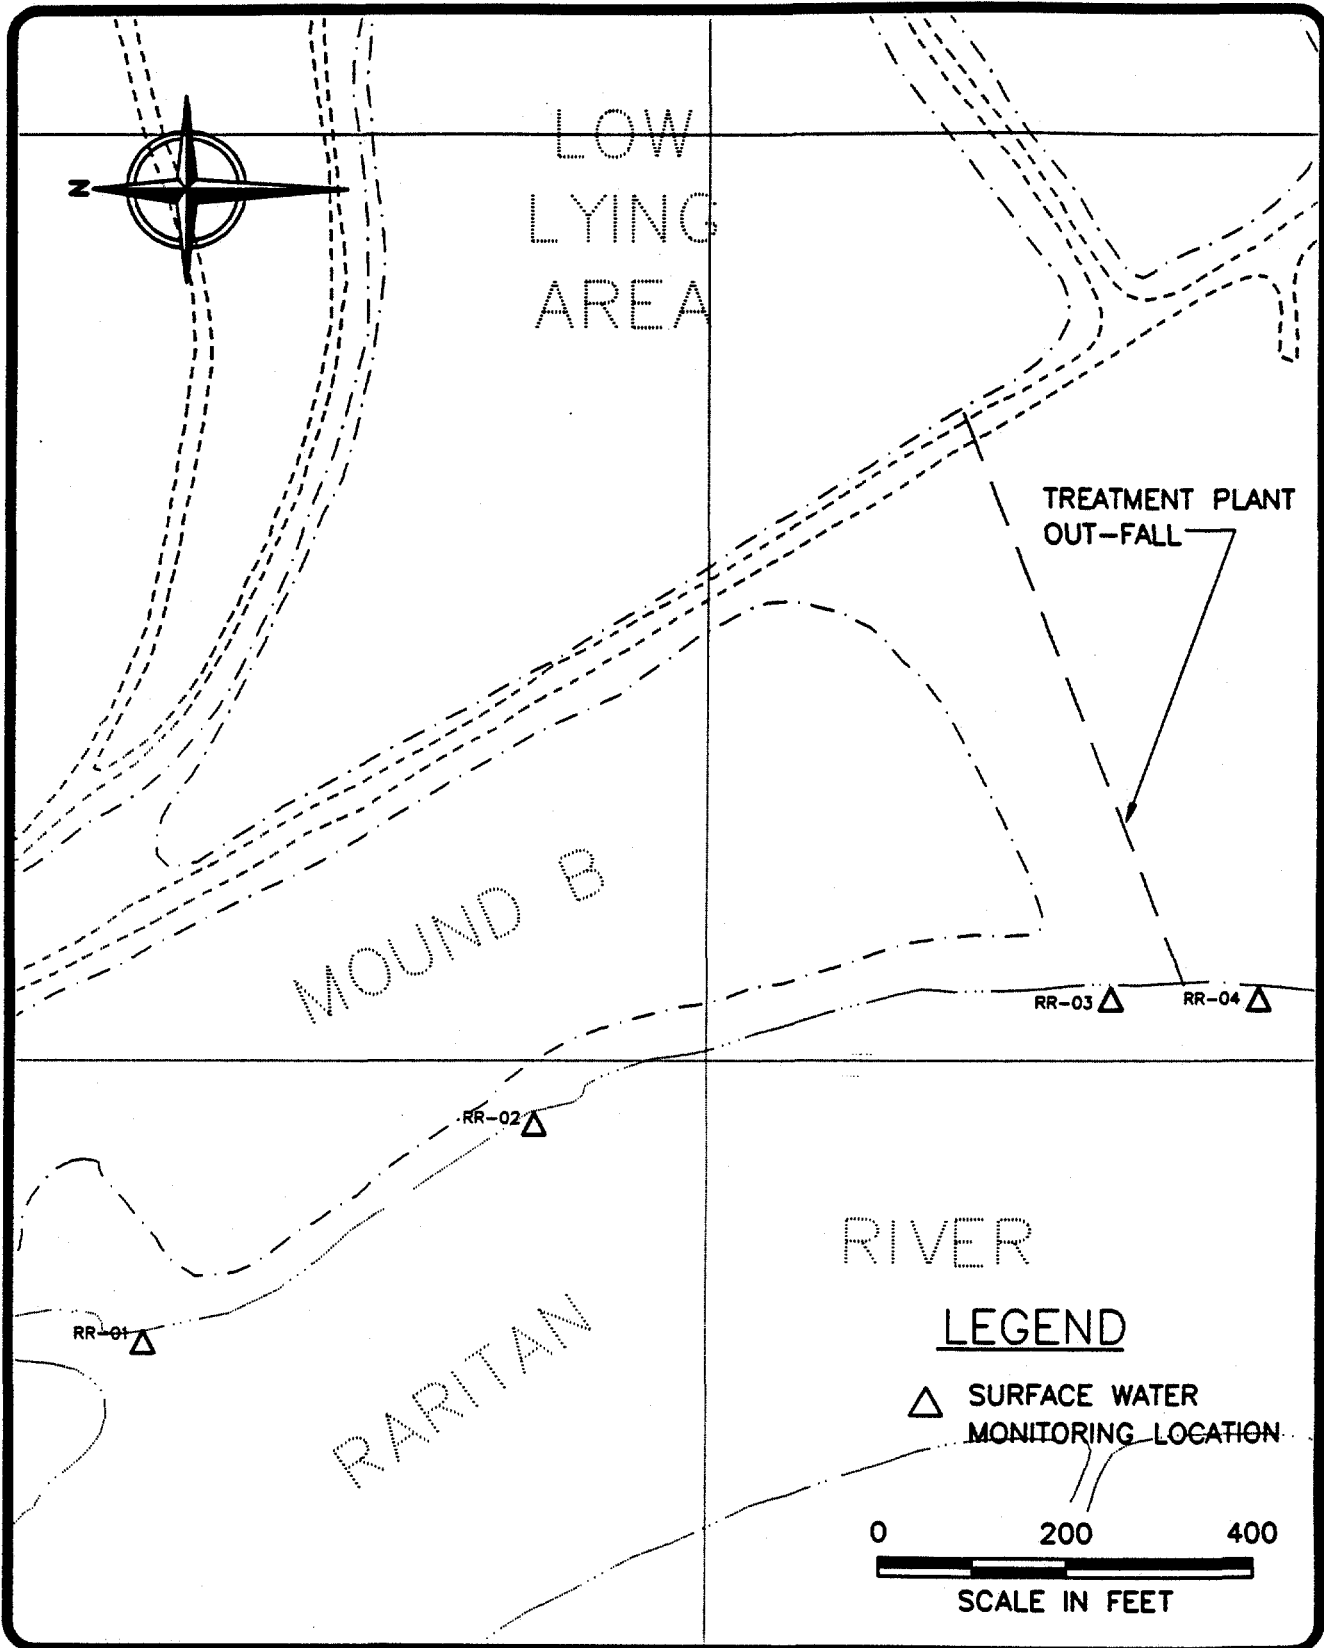 LOW
LYING
AREA
N
TREATMENT PLANT
OUT-FALL
MOUND B
RR-03
RR-04
RR-02
RR-01
RARITAN
RIVER
LEGEND
SURFACE WATER
MONITORING LOCATION
0 200 400
SCALE IN FEET